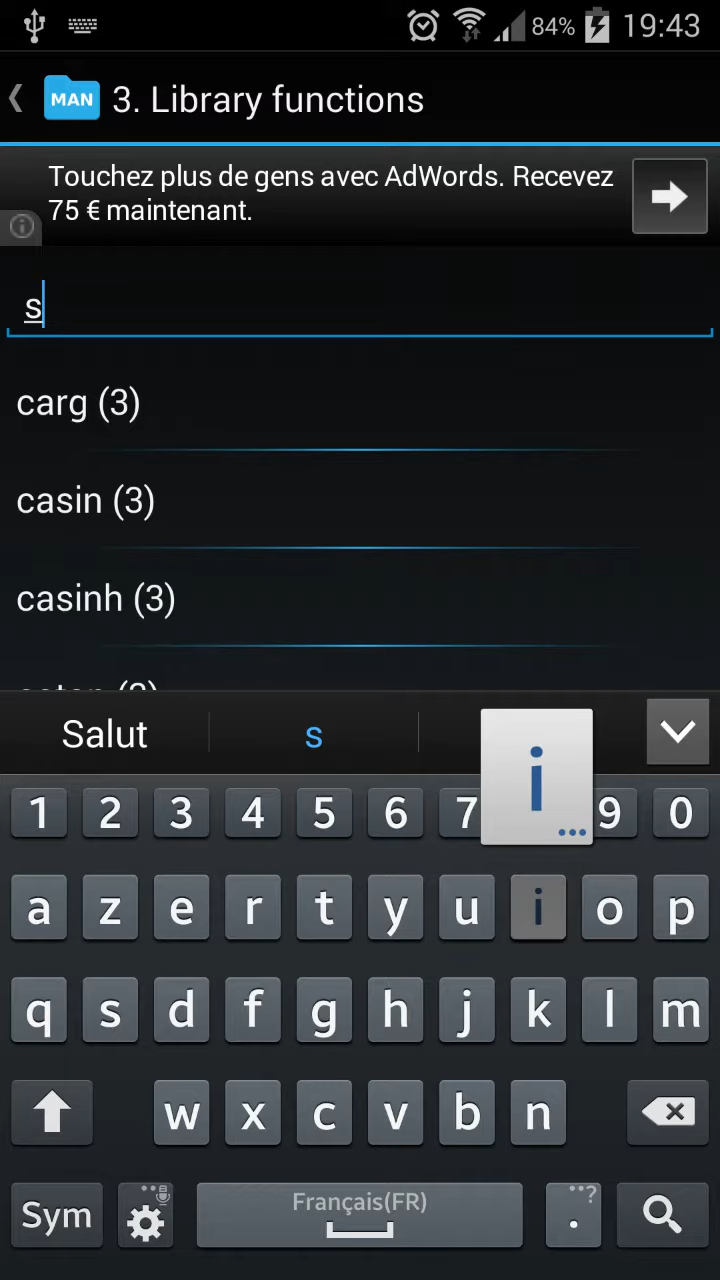 84% 19:43
MAN 3. Library functions
Touchez plus de gens avec AdWords. Recevez
75 € maintenant.
s
carg (3)
casin (3)
casinh (3)
Salut s
i
1 2 3 4 5 6 7 9 0
a z e r t y u i o p
q s d f g h j k l m
w x c v b n
Sym Français(FR) . ?